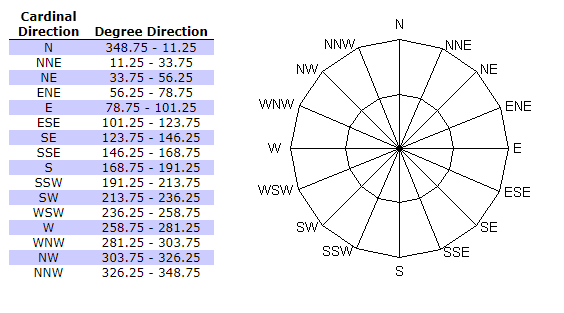 Cardinal
Direction Degree Direction
N 348.75 - 11.25
NNE 11.25 - 33.75
NE 33.75 - 56.25
ENE 56.25 - 78.75
E 78.75 - 101.25
ESE 101.25 - 123.75
SE 123.75 - 146.25
SSE 146.25 - 168.75
S 168.75 - 191.25
SSW 191.25 - 213.75
SW 213.75 - 236.25
WSW 236.25 - 258.75
W 258.75 - 281.25
WNW 281.25 - 303.75
NW 303.75 - 326.25
NNW 326.25 - 348.75
N
NNW NNE
NW NE
WNW ENE
W E
WSW ESE
SW SE
SSW SSE
S